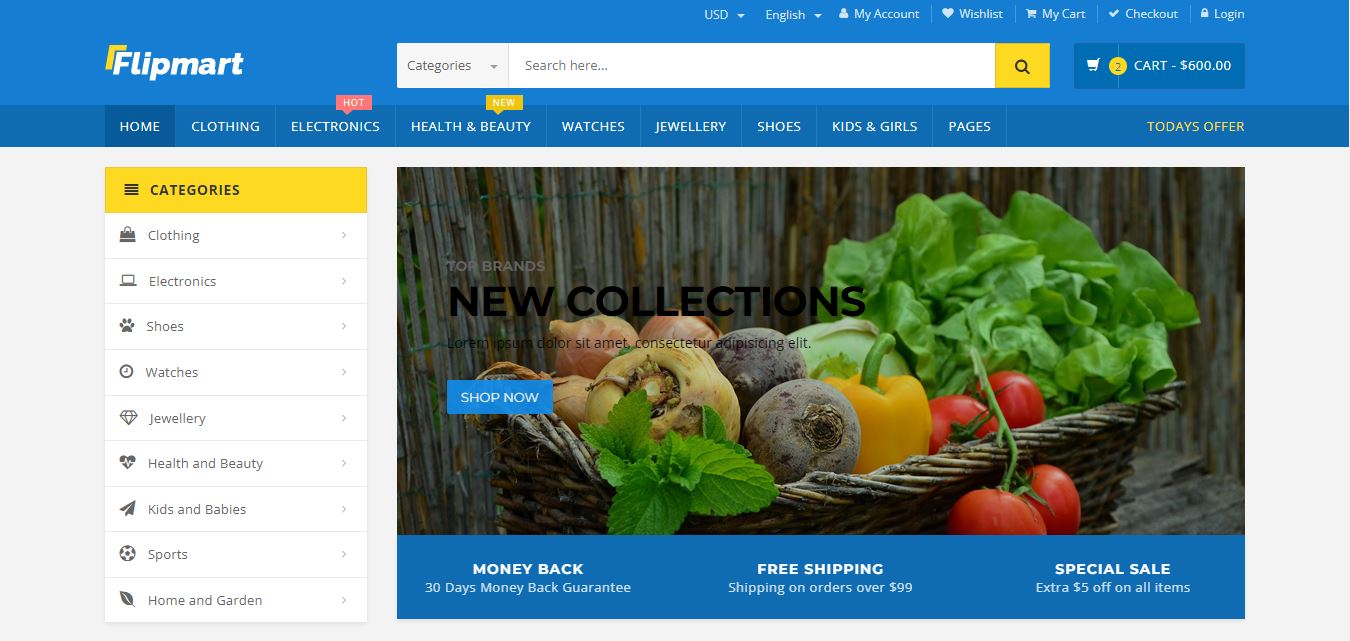 USD English My Account Wishlist My Cart Checkout Login
Flipmart
Categories Search here... 2 CART - $600.00
HOT NEW
HOME CLOTHING ELECTRONICS HEALTH & BEAUTY WATCHES JEWELLERY SHOES KIDS & GIRLS PAGES TODAYS OFFER
CATEGORIES
Clothing
Electronics
Shoes
Watches
Jewellery
Health and Beauty
Kids and Babies
Sports
Home and Garden
TOP BRANDS
NEW COLLECTIONS
Lorem ipsum dolor sit amet, consectetur adipisicing elit.
SHOP NOW
MONEY BACK
30 Days Money Back Guarantee
FREE SHIPPING
Shipping on orders over $99
SPECIAL SALE
Extra $5 off on all items